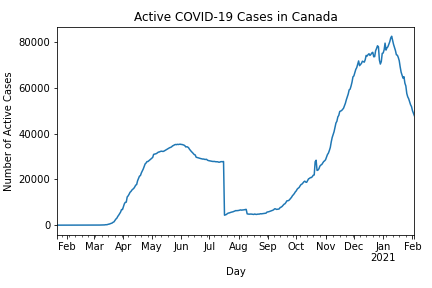 Active COVID-19 Cases in Canada
Number of Active Cases
80000
60000
40000
20000
0
Feb Mar Apr May Jun Jul Aug Sep Oct Nov Dec Jan Feb
2021
Day